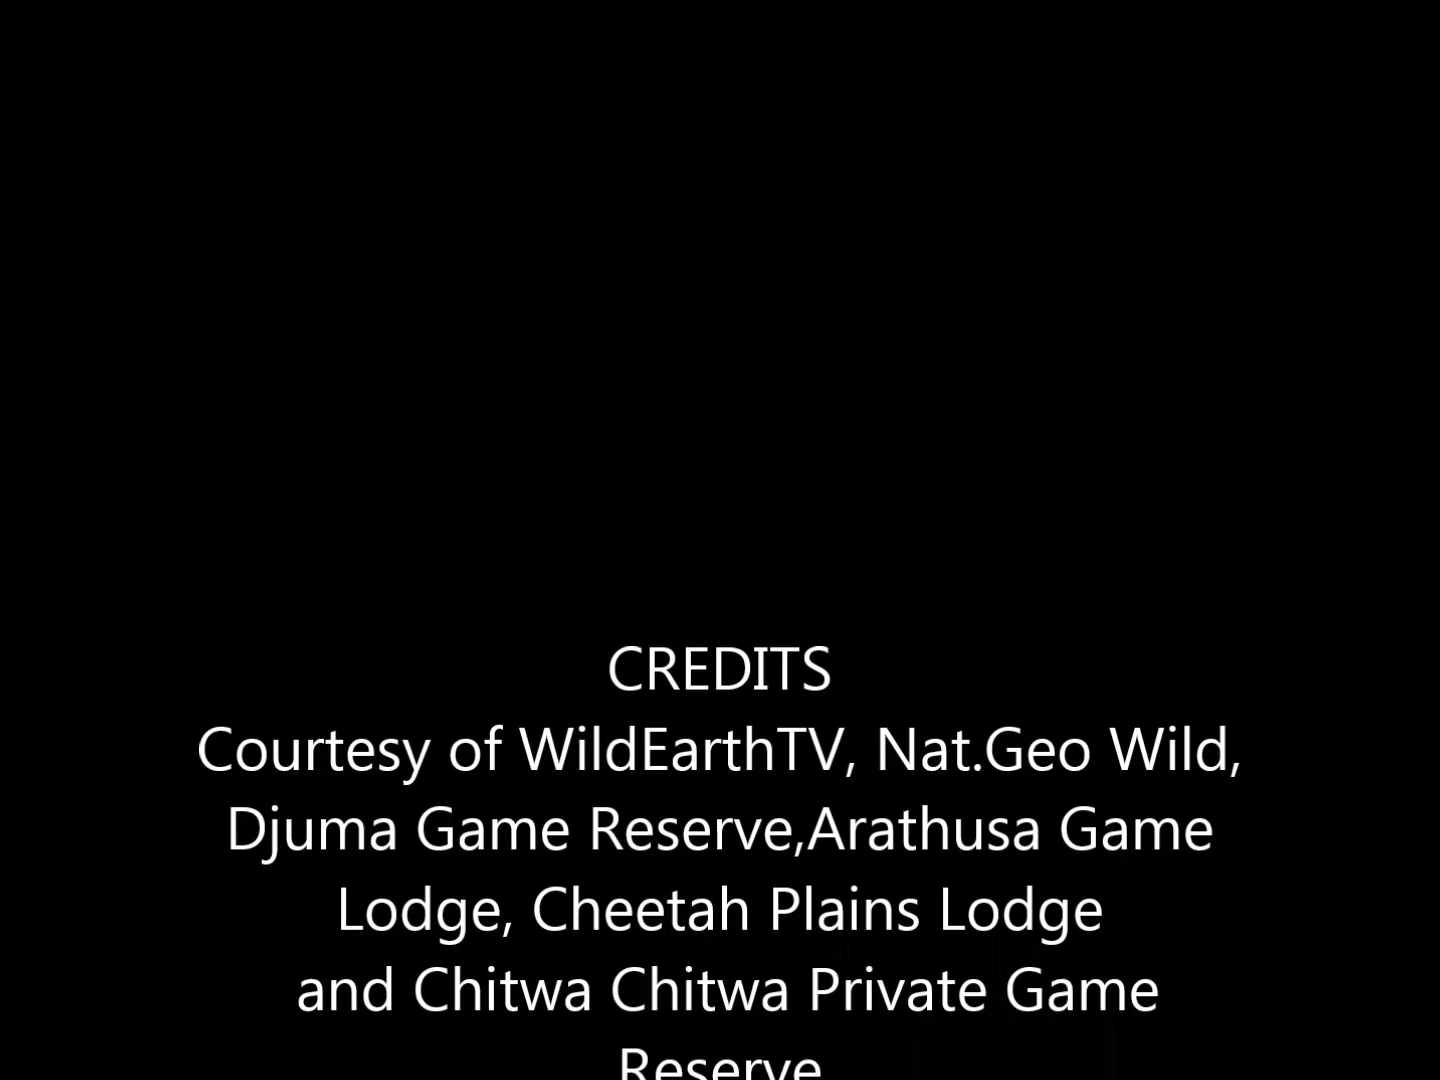 CREDITS
Courtesy of WildEarthTV, Nat.Geo Wild,
Djuma Game Reserve,Arathusa Game
Lodge, Cheetah Plains Lodge
and Chitwa Chitwa Private Game
Reserve